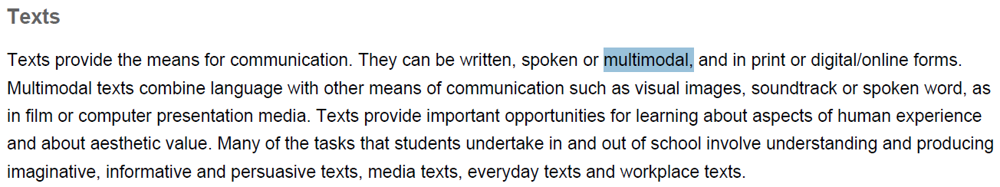 Texts
Texts provide the means for communication. They can be written, spoken or multimodal, and in print or digital/online forms.
Multimodal texts combine language with other means of communication such as visual images, soundtrack or spoken word, as
in film or computer presentation media. Texts provide important opportunities for learning about aspects of human experience
and about aesthetic value. Many of the tasks that students undertake in and out of school involve understanding and producing
imaginative, informative and persuasive texts, media texts, everyday texts and workplace texts.